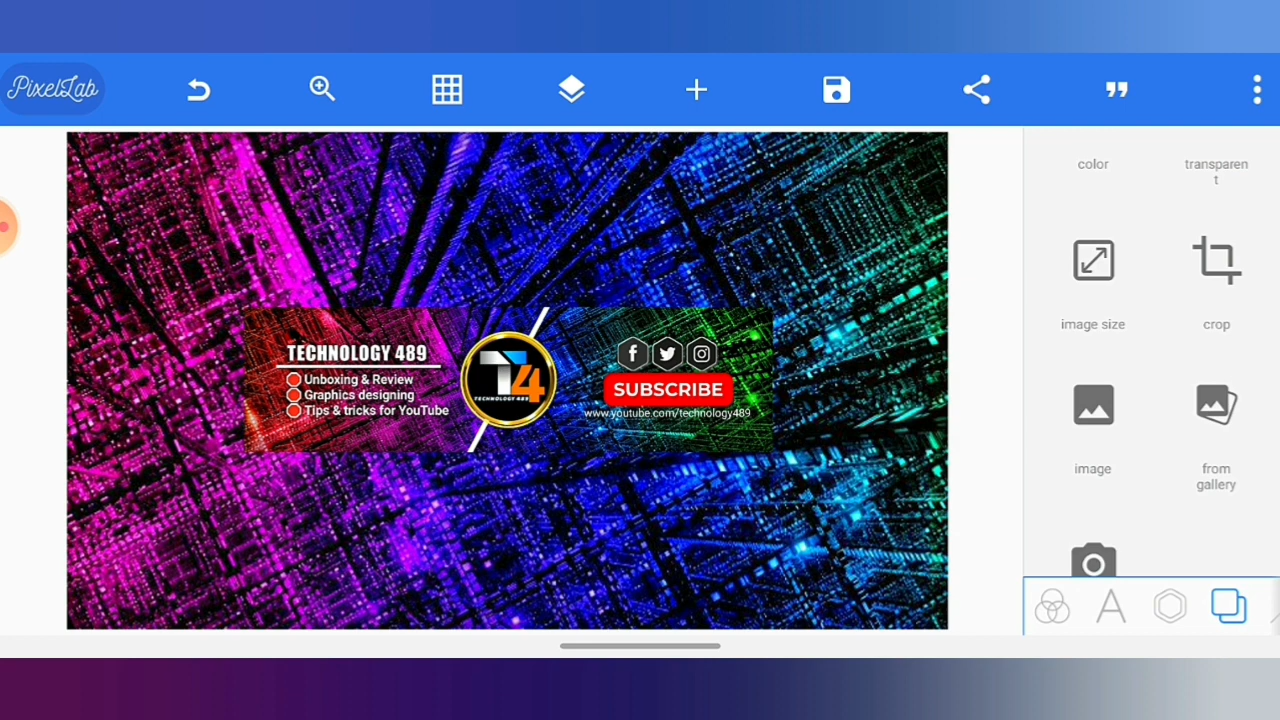 PixelLab
color
transparen
t
image size
crop
image
from
gallery
TECHNOLOGY 489
Unboxing & Review
Graphics designing
Tips & tricks for YouTube
T4
TECHNOLOGY 489
f
SUBSCRIBE
www.youtube.com/technology489
A